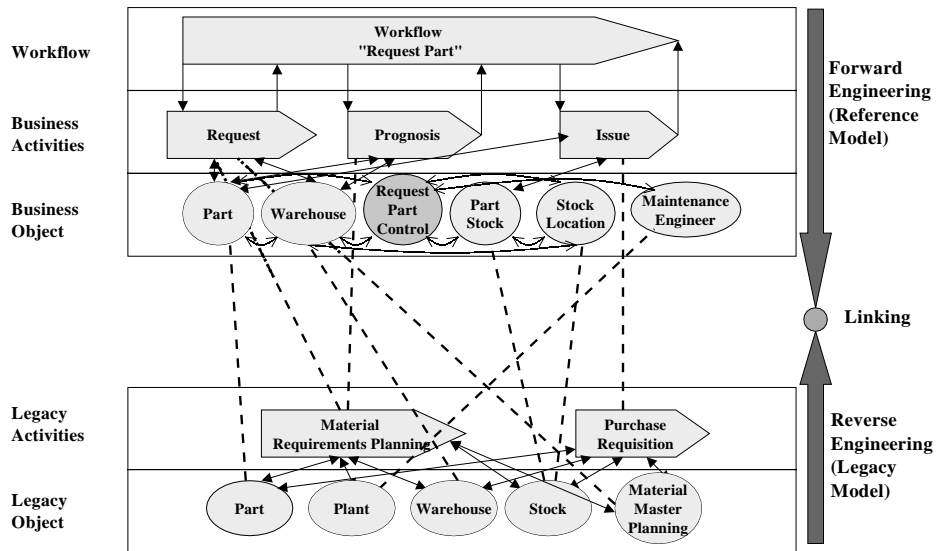 Workflow
Workflow
"Request Part"
Forward
Engineering
(Reference
Model)
Business
Activities
Request
Prognosis
Issue
Business
Object
Part
Warehouse
Request
Part
Control
Part
Stock
Stock
Location
Maintenance
Engineer
Linking
Legacy
Activities
Material
Requirements Planning
Purchase
Requisition
Reverse
Engineering
(Legacy
Model)
Legacy
Object
Part
Plant
Warehouse
Stock
Material
Master
Planning